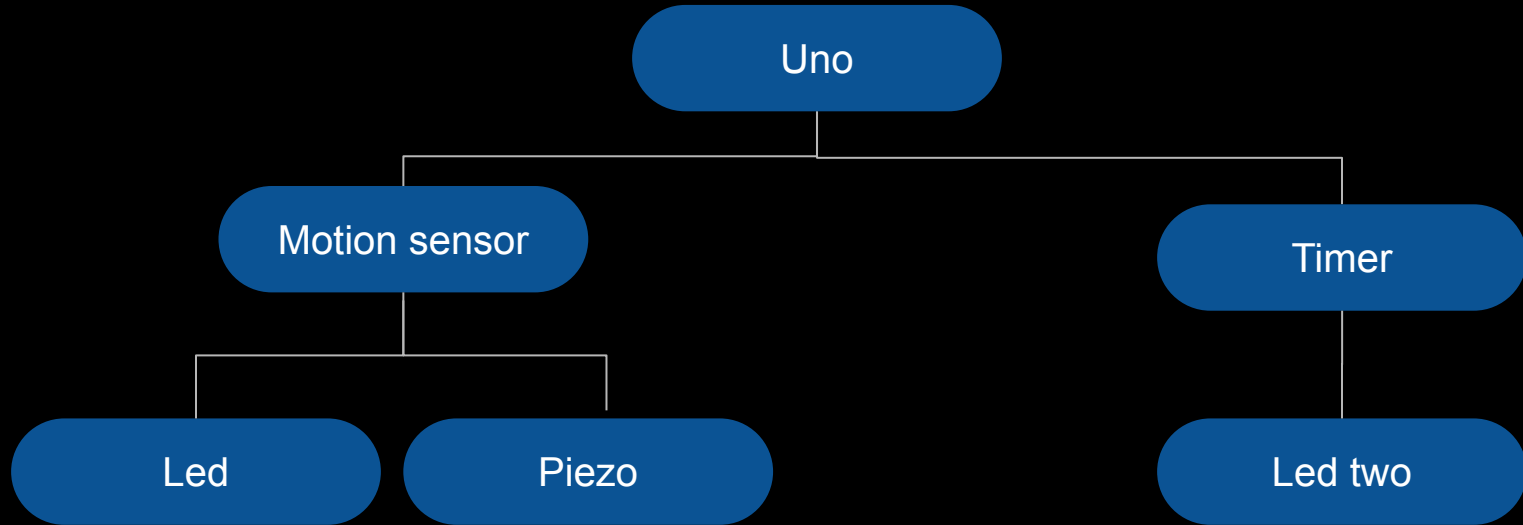 Uno
Motion sensor
Timer
Led
Piezo
Led two